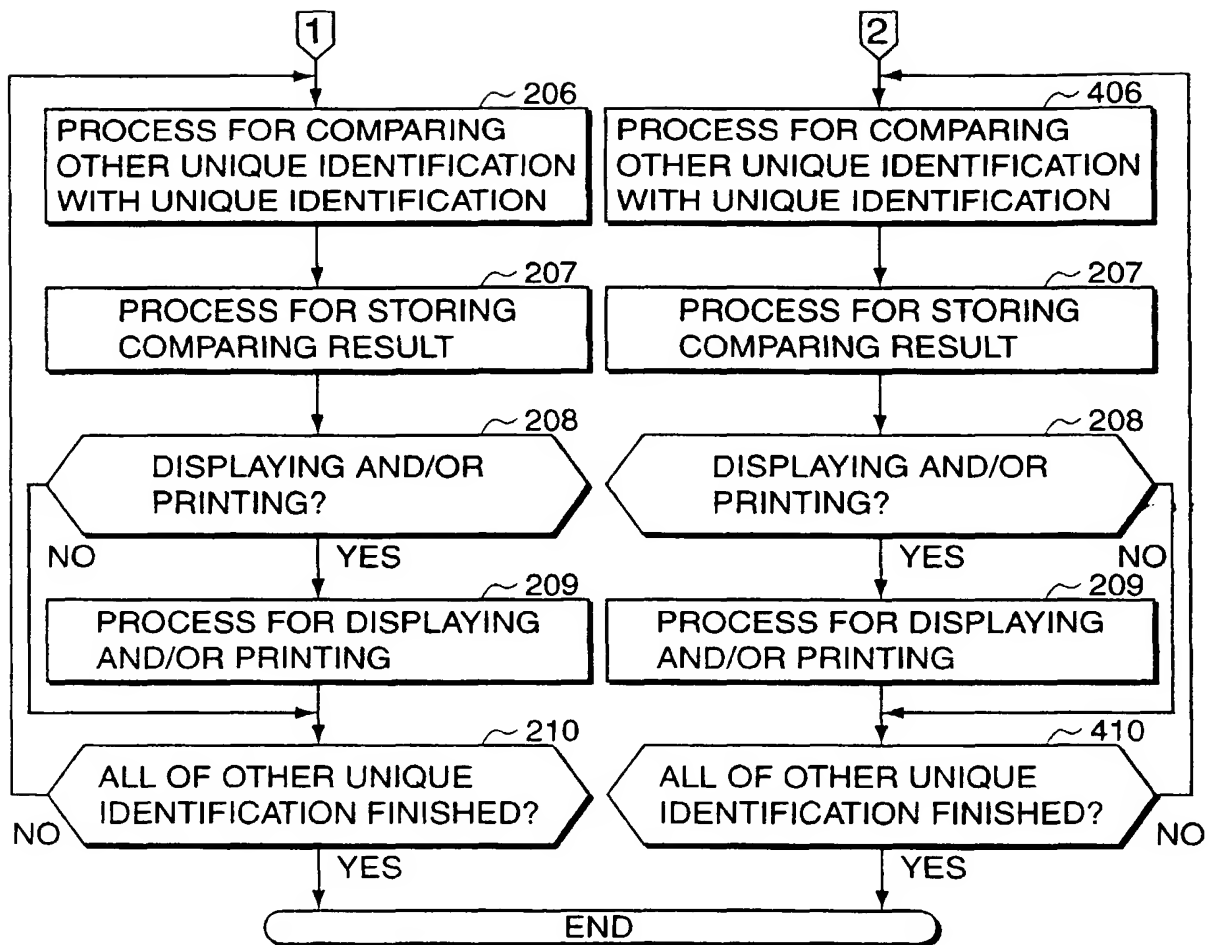 1
2
206
PROCESS FOR COMPARING
OTHER UNIQUE IDENTIFICATION
WITH UNIQUE IDENTIFICATION
406
PROCESS FOR COMPARING
OTHER UNIQUE IDENTIFICATION
WITH UNIQUE IDENTIFICATION
207
PROCESS FOR STORING
COMPARING RESULT
207
PROCESS FOR STORING
COMPARING RESULT
208
DISPLAYING AND/OR
PRINTING?
NO
YES
208
DISPLAYING AND/OR
PRINTING?
YES
NO
209
PROCESS FOR DISPLAYING
AND/OR PRINTING
209
PROCESS FOR DISPLAYING
AND/OR PRINTING
210
ALL OF OTHER UNIQUE
IDENTIFICATION FINISHED?
NO
YES
410
ALL OF OTHER UNIQUE
IDENTIFICATION FINISHED?
YES
NO
END